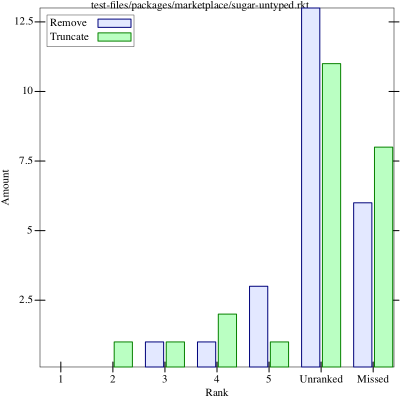 test-files/packages/marketplace/sugar-untyped.rkt
Remove
Truncate
12.5
10
7.5
5
2.5
Amount
1 2 3 4 5 Unranked Missed
Rank